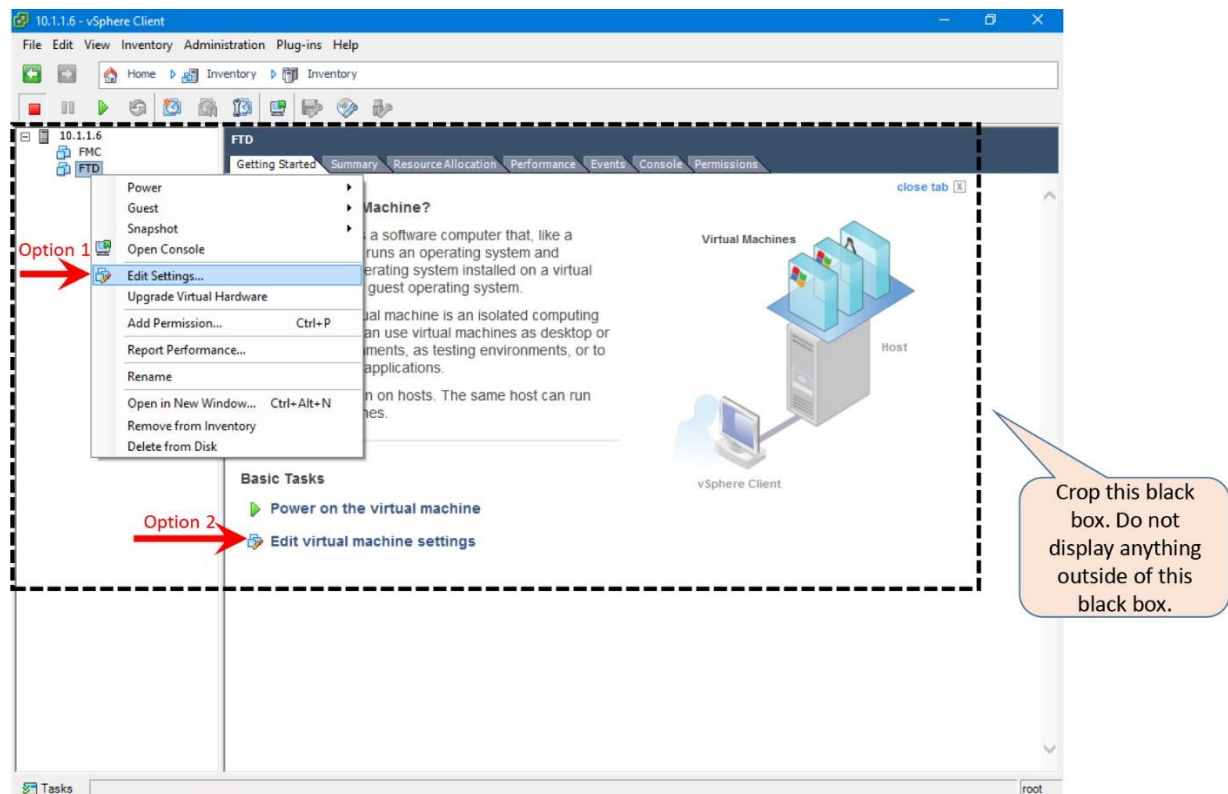 10.1.1.6 - vSphere Client
File Edit View Inventory Administration Plug-ins Help
Home Inventory Inventory
10.1.1.6
FMC
FTD
FTD
Getting Started Summary Resource Allocation Performance Events Console Permissions
close tab X
Power
Guest
Snapshot
Option 1
Open Console
Edit Settings...
Upgrade Virtual Hardware
Add Permission... Ctrl+P
Report Performance...
Rename
Open in New Window... Ctrl+Alt+N
Remove from Inventory
Delete from Disk
Machine?
a software computer that, like a
runs an operating system and
erating system installed on a virtual
guest operating system.
ual machine is an isolated computing
an use virtual machines as desktop or
nments, as testing environments, or to
applications.
n on hosts. The same host can run
nes.
Virtual Machines
Host
vSphere Client
Basic Tasks
Power on the virtual machine
Option 2
Edit virtual machine settings
Crop this black
box. Do not
display anything
outside of this
black box.
Tasks
root